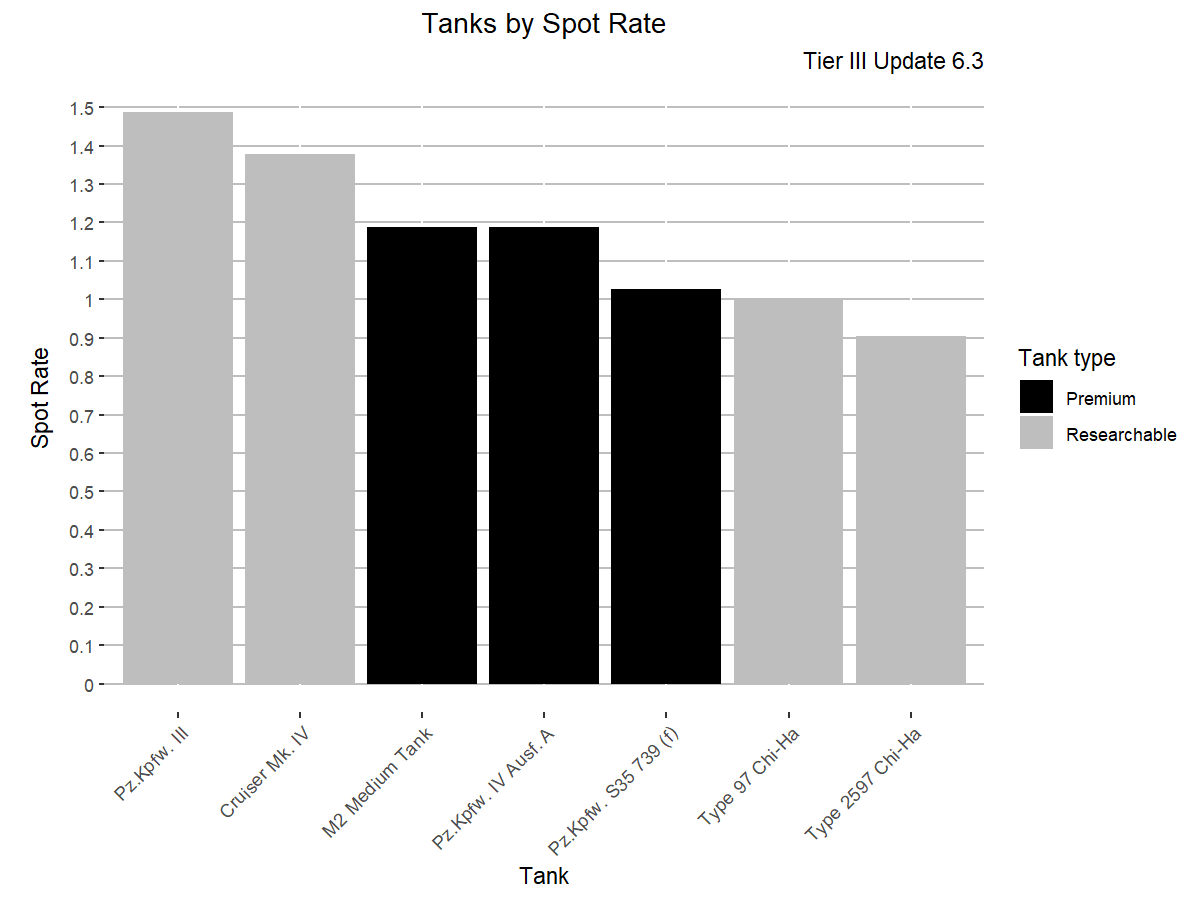 Tanks by Spot Rate
Tier III Update 6.3
Spot Rate
1.5
1.4
1.3
1.2
1.1
1
0.9
0.8
0.7
0.6
0.5
0.4
0.3
0.2
0.1
0
Pz.Kpfw. III
Cruiser Mk. IV
M2 Medium Tank
Pz.Kpfw. IV Ausf. A
Pz.Kpfw. S35 739 (f)
Type 97 Chi-Ha
Type 2597 Chi-Ha
Tank
Tank type
Premium
Researchable